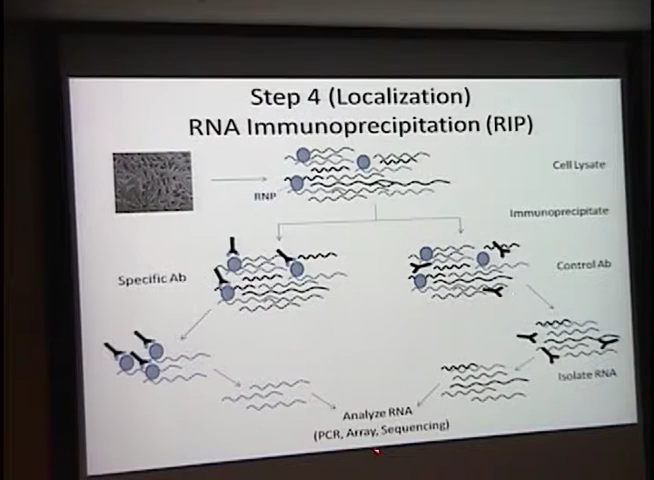 Step 4 (Localization)
RNA Immunoprecipitation (RIP)
Cell Lysate
RNP
Immunoprecipitate
Specific Ab
Control Ab
Isolate RNA
Analyze RNA
(PCR, Array, Sequencing)